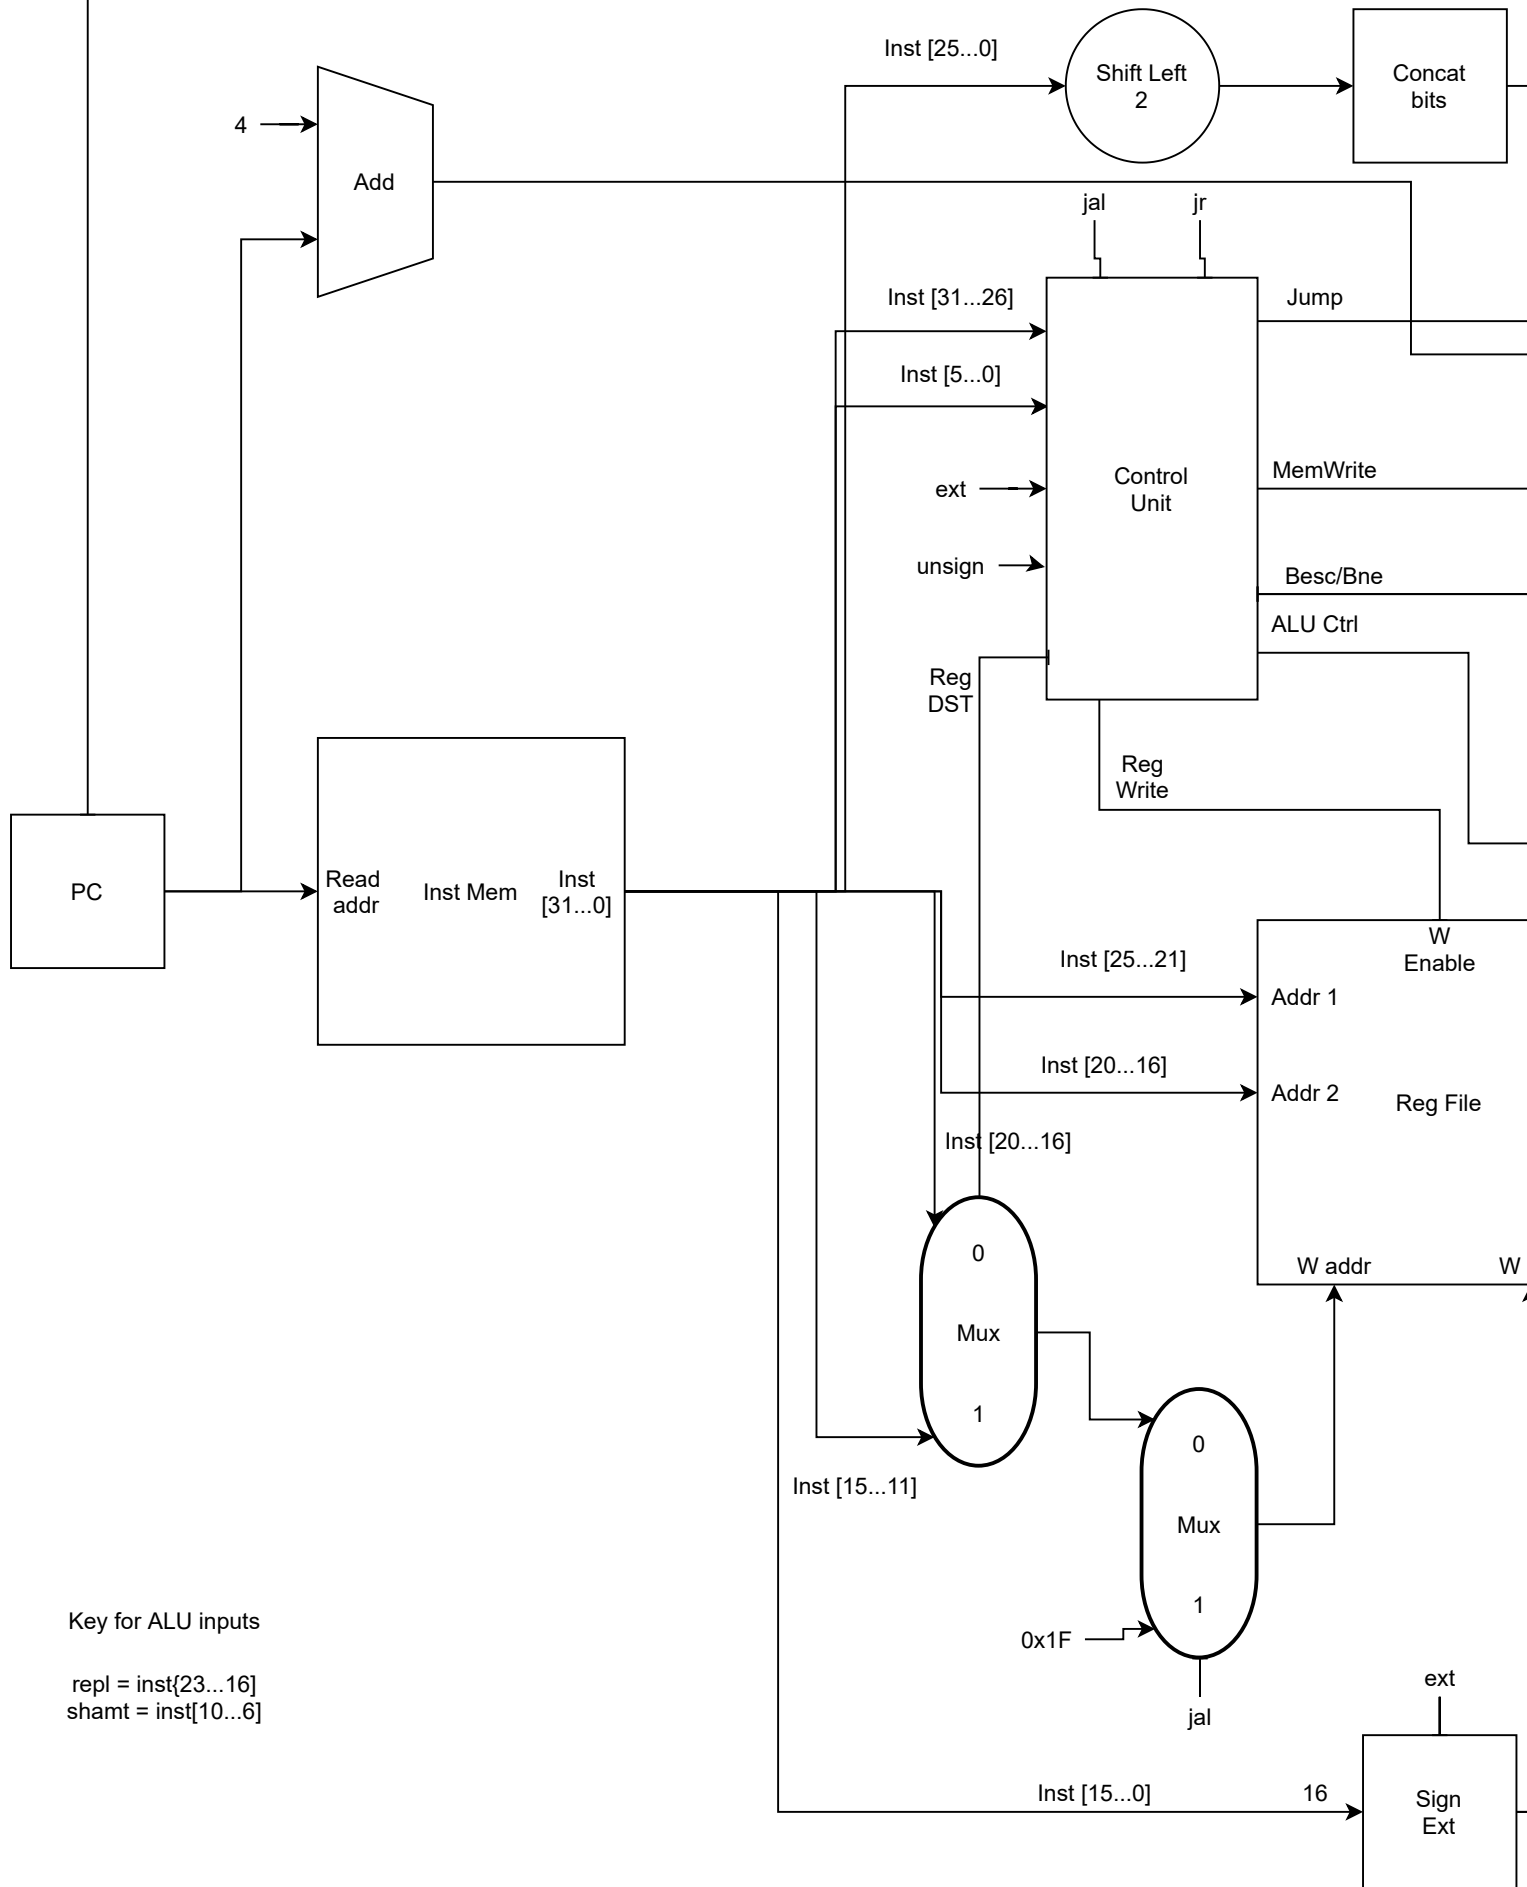 Inst [25...0]
Shift Left
2
Concat
bits
4
Add
jal
jr
Inst [31...26]
Jump
Inst [5...0]
ext
Control
Unit
MemWrite
unsign
Besc/Bne
ALU Ctrl
Reg
DST
Reg
Write
PC
Read
addr
Inst Mem
Inst
[31...0]
W
Enable
Inst [25...21]
Addr 1
Inst [20...16]
Addr 2
Reg File
Inst [20...16]
0
Mux
1
W addr
W
Inst [15...11]
0
Mux
1
0x1F
jal
Key for ALU inputs
repl = inst{23...16]
shamt = inst[10...6]
ext
Inst [15...0]
16
Sign
Ext